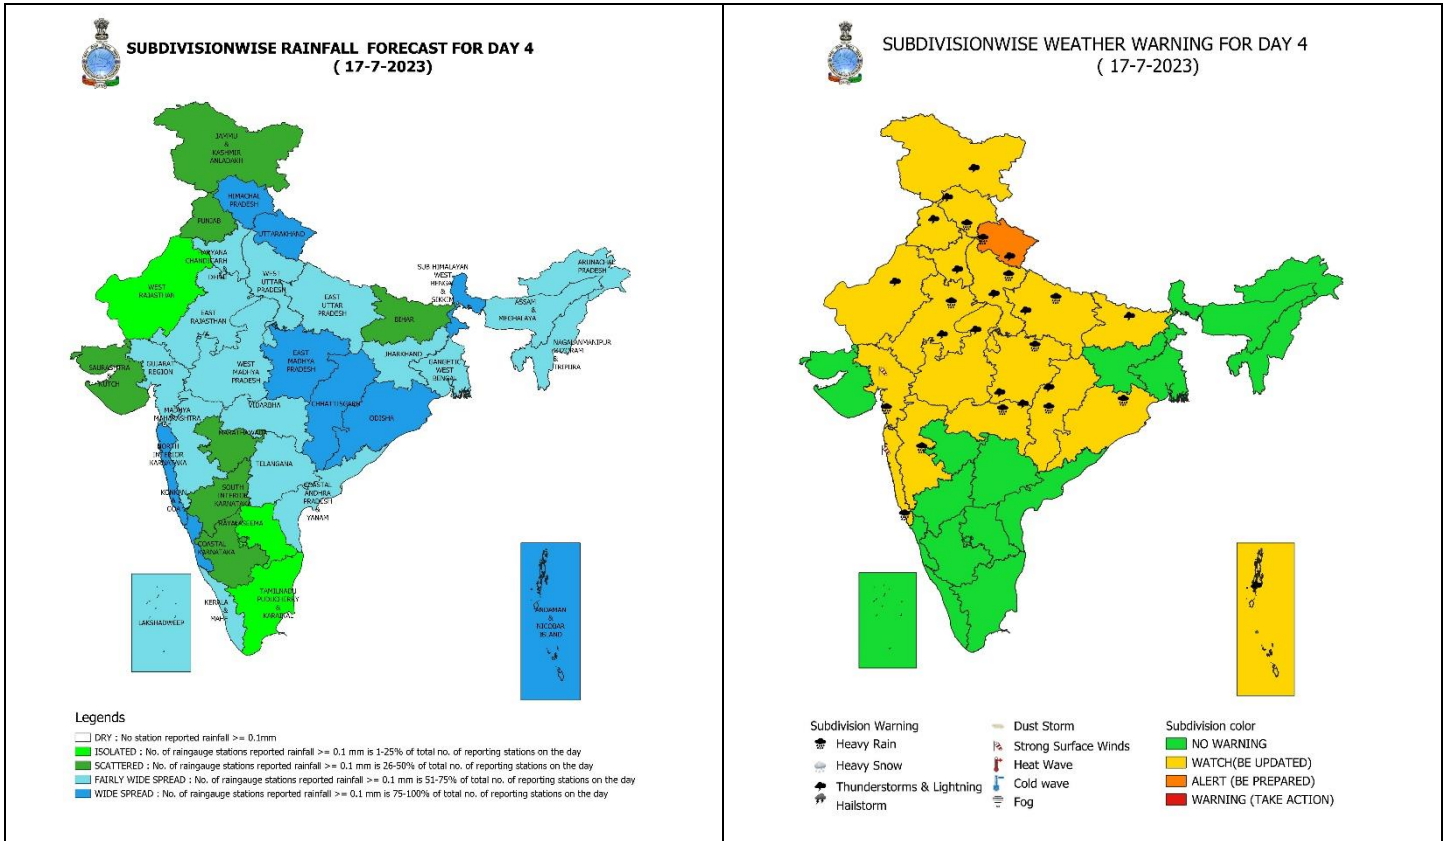 SUBDIVISIONWISE RAINFALL FORECAST FOR DAY 4
( 17-7-2023)
JAMMU
&
KASHMIR
ANLADAKH
HIMACHAL
PRADESH
PUNJAB
UTTARAKHAND
HARYANA
CHANDIGARH
&
DELHI
WEST
RAJASTHAN
WEST
UTTAR
PRADESH
EAST
UTTAR
PRADESH
EAST
RAJASTHAN
BIHAR
SUB HIMALAYAN
WEST
BENGAL
&
SIKKIM
ARUNACHAL
PRADESH
ASSAM
&
MEGHALAYA
NAGALANMANIPUR
MIZORAM
&
TRIPURA
SAURASHTRA
&
KUTCH
GUJARAT
REGION
WEST
MADHYA
PRADESH
EAST
MADHYA
PRADESH
JHARKHAND
GANGETIC
WEST
BENGAL
CHHATTISGARH
ODISHA
VIDARBHA
MADHYA
MAHARASHTRA
MARATHAWADA
NORTH
INTERIOR
KARNATAKA
TELANGANA
KONKAN
&
GOA
SOUTH
INTERIOR
KARNATAKA
COASTAL
ANDHRA
PRADESH
&
YANAM
RAYALASEEMA
COASTAL
KARNATAKA
TAMILNADU
PUDUCHERRY
&
KARAIKAL
KERALA
&
MAHE
LAKSHADWEEP
ANDAMAN
&
NICOBAR
ISLAND
Legends
DRY : No station reported rainfall >= 0.1mm
ISOLATED : No. of raingauge stations reported rainfall >= 0.1 mm is 1-25% of total no. of reporting stations on the day
SCATTERED : No. of raingauge stations reported rainfall >= 0.1 mm is 26-50% of total no. of reporting stations on the day
FAIRLY WIDE SPREAD : No. of raingauge stations reported rainfall >= 0.1 mm is 51-75% of total no. of reporting stations on the day
WIDE SPREAD : No. of raingauge stations reported rainfall >= 0.1 mm is 75-100% of total no. of reporting stations on the day
SUBDIVISIONWISE WEATHER WARNING FOR DAY 4
( 17-7-2023)
Subdivision Warning
Heavy Rain
Heavy Snow
Thunderstorms & Lightning
Hailstorm
Dust Storm
Strong Surface Winds
Heat Wave
Cold wave
Fog
Subdivision color
NO WARNING
WATCH(BE UPDATED)
ALERT (BE PREPARED)
WARNING (TAKE ACTION)